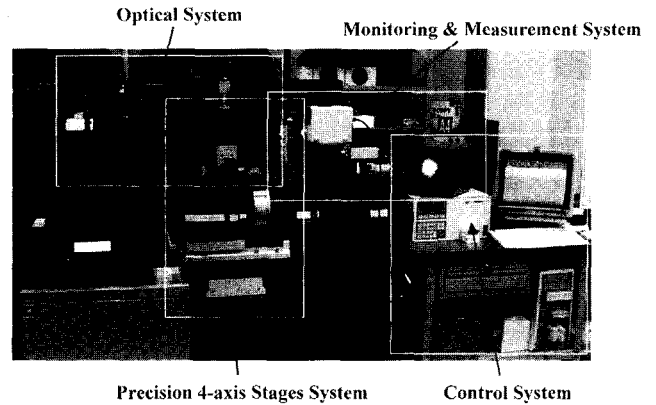 Optical System
Monitoring & Measurement System
Precision 4-axis Stages System
Control System